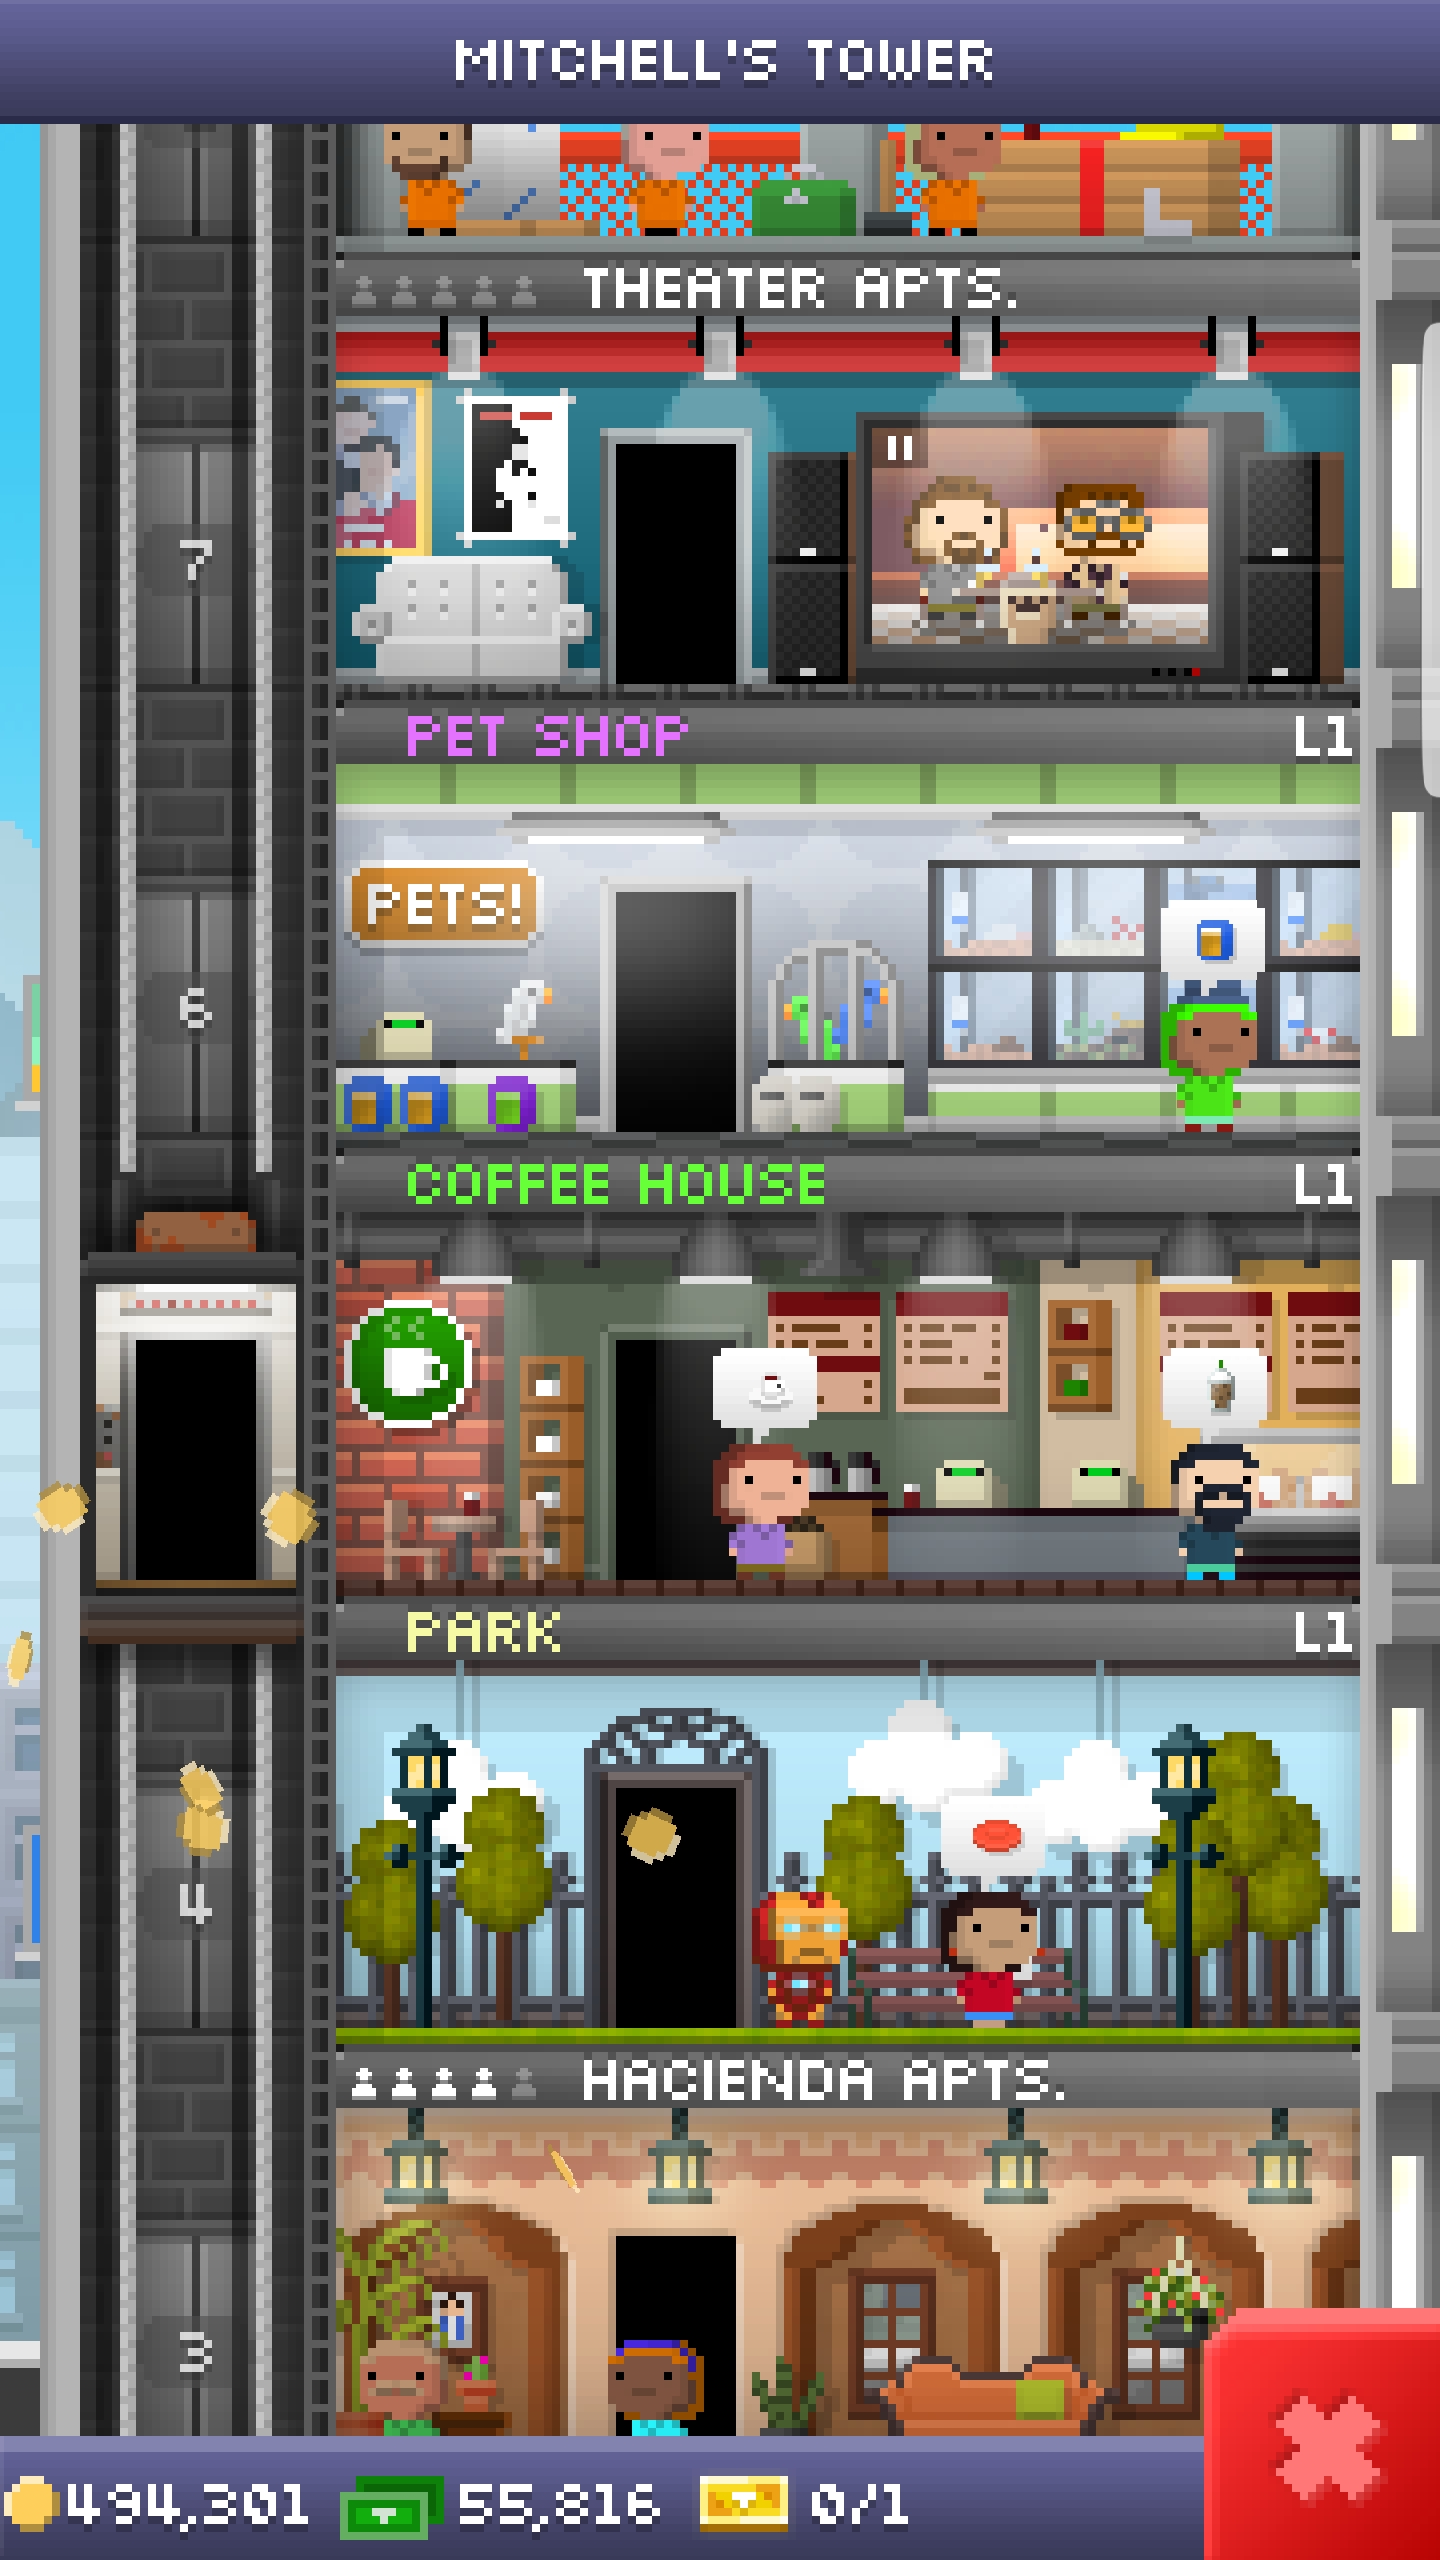 MITCHELL'S TOWER
THEATER APTS.
7
PET SHOP L1
PETS!
6
COFFEE HOUSE L1
PARK L1
4
HACIENDA APTS.
3
494,301 55,816 0/1